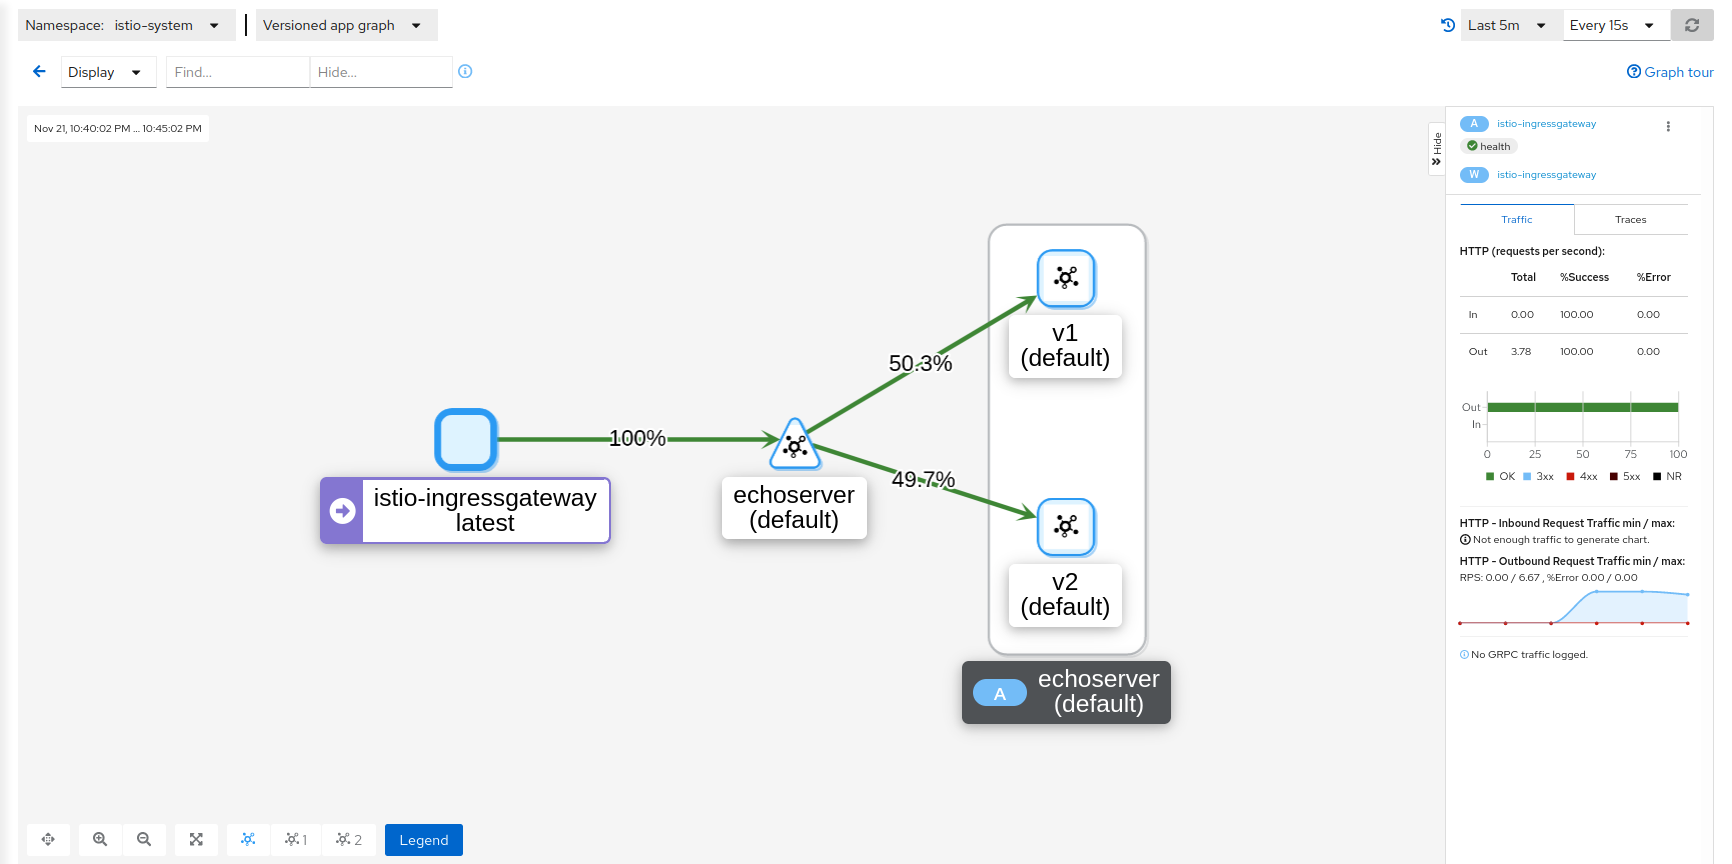 Namespace: istio-system
Versioned app graph
Last 5m
Every 15s
Display
Find...
Hide...
Graph tour
Nov 21, 10:40:02 PM ... 10:45:02 PM
Hide
50.3%
100%
49.7%
v1
(default)
istio-ingressgateway
latest
echoserver
(default)
v2
(default)
A echoserver
(default)
1
2
Legend
A istio-ingressgateway
health
W istio-ingressgateway
Traffic Traces
HTTP (requests per second):
Total %Success %Error
In 0.00 100.00 0.00
Out 3.78 100.00 0.00
Out
In
0 25 50 75 100
OK 3xx 4xx 5xx NR
HTTP - Inbound Request Traffic min / max:
Not enough traffic to generate chart.
HTTP - Outbound Request Traffic min / max:
RPS: 0.00 / 6.67 , %Error 0.00 / 0.00
No GRPC traffic logged.